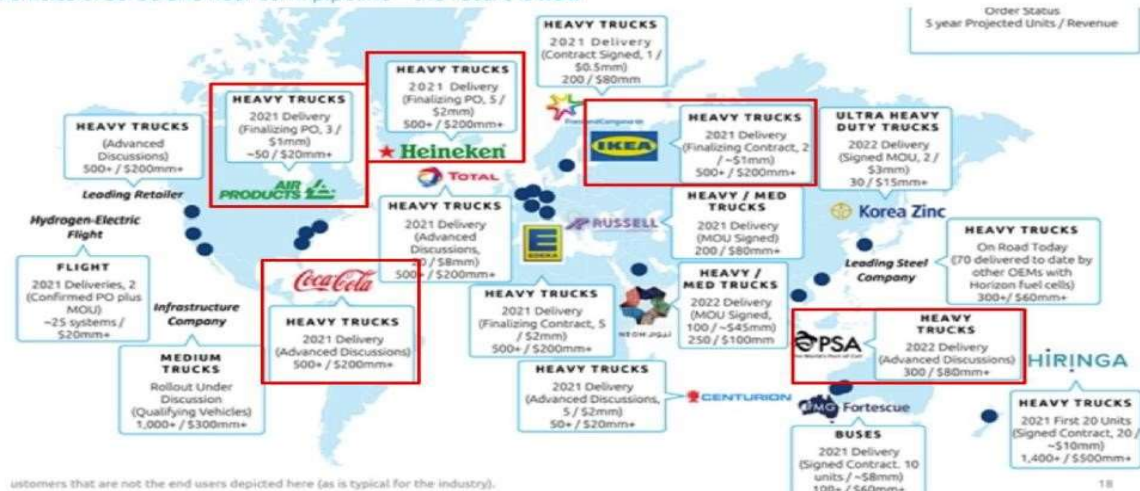 Order Status
5 year Projected Units / Revenue
HEAVY TRUCKS
2021 Delivery
(Contract Signed, 1 /
$0.5mm)
200 / $80mm
HEAVY TRUCKS
2021 Delivery
(Finalizing PO, 5 /
$2mm)
500+ / $200mm+
Heineken
HEAVY TRUCKS
2021 Delivery
(Finalizing PO, 3 /
$1mm)
~50 / $20mm+
AIR
PRODUCTS
HEAVY TRUCKS
(Advanced
Discussions)
500+ / $200mm+
Leading Retailer
IKEA
HEAVY TRUCKS
2021 Delivery
(Finalizing Contract, 2
/ ~$1mm)
500+ / $200mm+
ULTRA HEAVY
DUTY TRUCKS
2022 Delivery
(Signed MOU, 2 /
$3mm)
30 / $15mm+
Korea Zinc
TOTAL
HEAVY TRUCKS
2021 Delivery
(Advanced
Discussions,
/ $8mm)
500+ / $200mm+
RUSSELL
HEAVY / MED
TRUCKS
2021 Delivery
(MOU Signed)
200 / $80mm+
E
EDEKA
HEAVY TRUCKS
2021 Delivery
(Finalizing Contract, 5
/ $2mm)
500+ / $200mm+
Hydrogen-Electric
Flight
FLIGHT
2021 Deliveries, 2
(Confirmed PO plus
MOU)
~25 systems /
$20mm+
Infrastructure
Company
MEDIUM
TRUCKS
Rollout Under
Discussion
(Qualifying Vehicles)
1,000+ / $300mm+
Coca-Cola
HEAVY TRUCKS
2021 Delivery
(Advanced Discussions)
500+ / $200mm+
NEOM نيوم
HEAVY /
MED TRUCKS
2022 Delivery
(MOU Signed,
100 / ~$45mm)
250 / $100mm
Leading Steel
Company
HEAVY TRUCKS
On Road Today
(70 delivered to date by
other OEMs with
Horizon fuel cells)
300+ / $60mm+
PSA
HEAVY
TRUCKS
2022 Delivery
(Advanced Discussions)
300 / $80mm+
HEAVY TRUCKS
2021 Delivery
(Advanced Discussions,
5 / $2mm)
50+ / $20mm+
CENTURION
FMG Fortescue
BUSES
2021 Delivery
(Signed Contract. 10
units / ~$8mm)
100+ / $60mm+
HIRINGA
HEAVY TRUCKS
2021 First 20 Units
(Signed Contract, 20 /
~$10mm)
1,400+ / $500mm+
ustomers that are not the end users depicted here (as is typical for the industry).
18